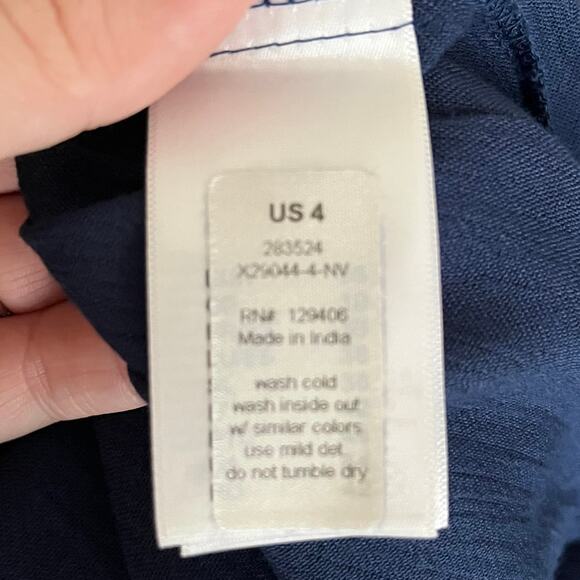 US 4
283524
X29044-4-NV
RN#: 129406
Made in India
wash cold
wash inside out
w/ similar colors
use mild det.
do not tumble dry